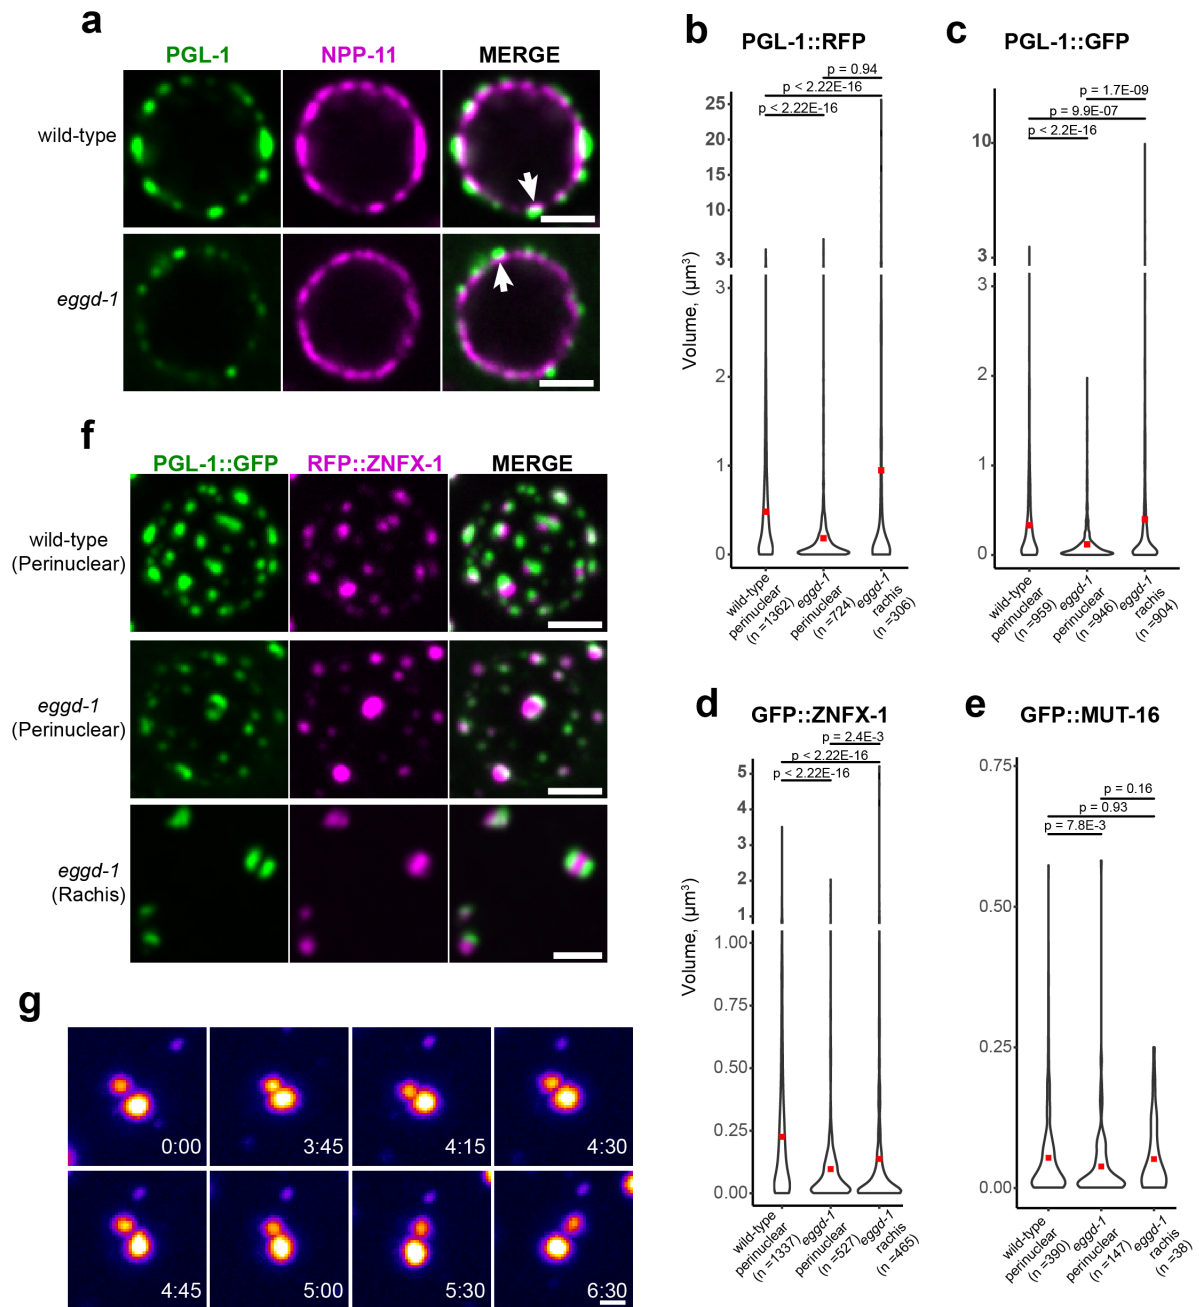 a
PGL-1 NPP-11 MERGE
wild-type
eggd-1
b
PGL-1::RFP
p = 0.94
p < 2.22E-16
p < 2.22E-16
25
20
15
10
3
3
2
1
0
Volume, (µm³)
wild-type perinuclear (n =1362)
eggd-1 perinuclear (n =724)
eggd-1 rachis (n =306)
c
PGL-1::GFP
p = 1.7E-09
p = 9.9E-07
p < 2.2E-16
10
3
3
2
1
0
wild-type perinuclear (n =959)
eggd-1 perinuclear (n =946)
eggd-1 rachis (n =904)
f
PGL-1::GFP RFP::ZNFX-1 MERGE
wild-type
(Perinuclear)
eggd-1
(Perinuclear)
eggd-1
(Rachis)
d
GFP::ZNFX-1
p = 2.4E-3
p < 2.22E-16
p < 2.22E-16
5
4
3
2
1
1.00
0.75
0.50
0.25
0.00
Volume, (µm³)
wild-type perinuclear (n =1337)
eggd-1 perinuclear (n =527)
eggd-1 rachis (n =465)
e
GFP::MUT-16
p = 0.16
p = 0.93
p = 7.8E-3
0.75
0.50
0.25
0.00
wild-type perinuclear (n =390)
eggd-1 perinuclear (n =147)
eggd-1 rachis (n =38)
g
0:00 3:45 4:15 4:30
4:45 5:00 5:30 6:30